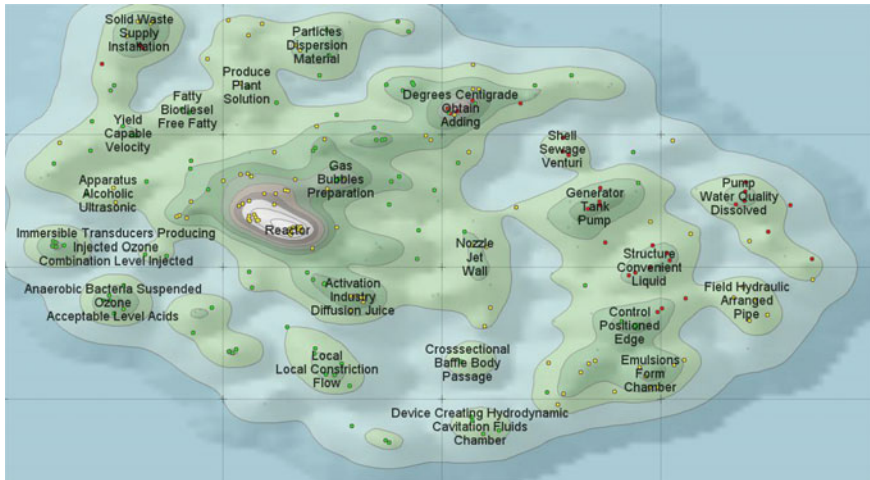 Solid Waste
Supply
Installation
Particles
Dispersion
Material
Produce
Plant
Solution
Fatty
Biodiesel
Free Fatty
Degrees Centigrade
Obtain
Adding
Yjeld
Capable
Velocity
Shell
Sewage
Venturi
Gas
Bubbles
Preparation
Apparatus
Alcoholic
Ultrasonic
Generator
Tank
Pump
Pump
Water Quality
Dissolved
Reactor
Immersible Transducers Producing
Injected Ozone
Combination Level Injected
Nozzle
Jet
Wall
Structure
Convenient
Liquid
Anaerobic Bacteria Suspended
Ozone
Acceptable Level Acids
Activation
Industry
Diffusion Juice
Field Hydraulic
Arranged
Pipe
Control
Positioned
Edge
Local
Local Constriction
Flow
Crosssectional
Baffle Body
Passage
Emulsions
Form
Chamber
Device Creating Hydrodynamic
Cavitation Fluids
Chamber